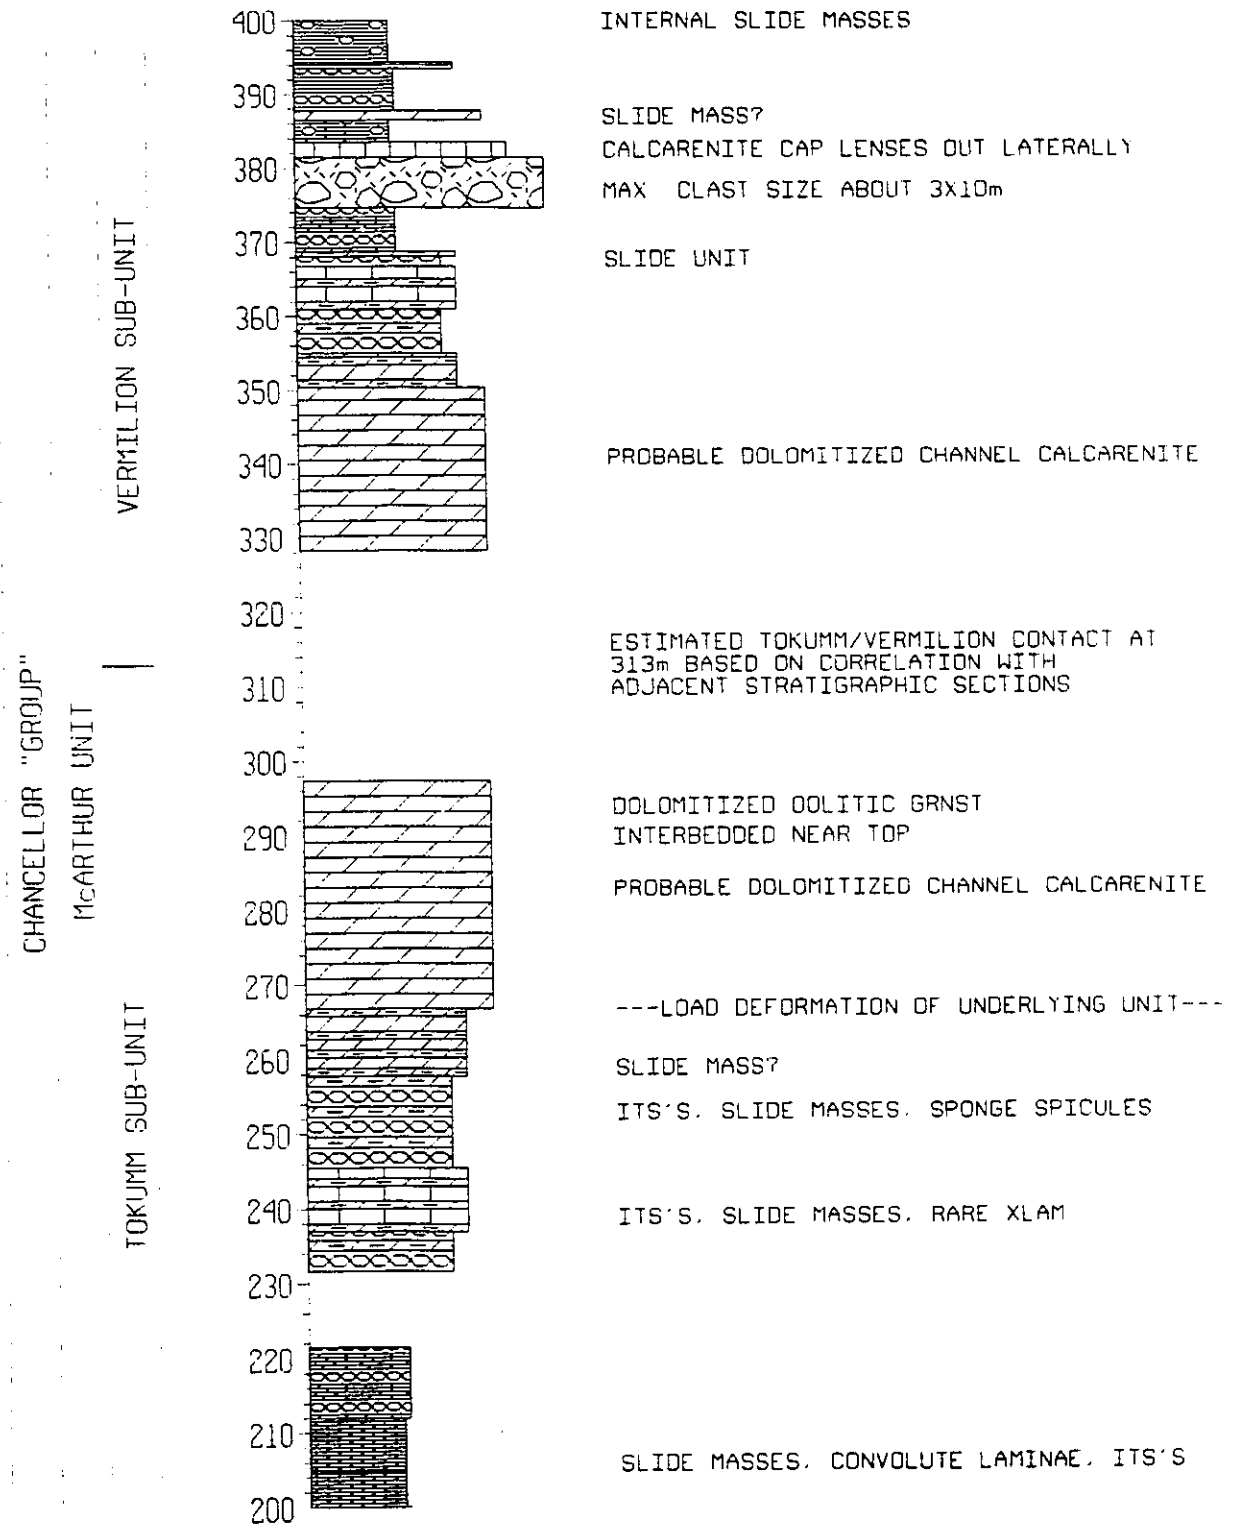 400 INTERNAL SLIDE MASSES
390
SLIDE MASS?
CALCARENITE CAP LENSES OUT LATERALLY
380
MAX CLAST SIZE ABOUT 3X10m
370
SLIDE UNIT
360
350
340 PROBABLE DOLOMITIZED CHANNEL CALCARENITE
330
320
ESTIMATED TOKUMM/VERMILION CONTACT AT
313m BASED ON CORRELATION WITH
ADJACENT STRATIGRAPHIC SECTIONS
310
300
DOLOMITIZED OOLITIC GRNST
INTERBEDDED NEAR TOP
290
PROBABLE DOLOMITIZED CHANNEL CALCARENITE
280
270
---LOAD DEFORMATION OF UNDERLYING UNIT---
260 SLIDE MASS?
ITS'S. SLIDE MASSES. SPONGE SPICULES
250
240 ITS'S. SLIDE MASSES. RARE XLAM
230
220
210
SLIDE MASSES. CONVOLUTE LAMINAE. ITS'S
200
CHANCELLOR "GROUP"
McARTHUR UNIT
VERMILION SUB-UNIT
TOKUMM SUB-UNIT